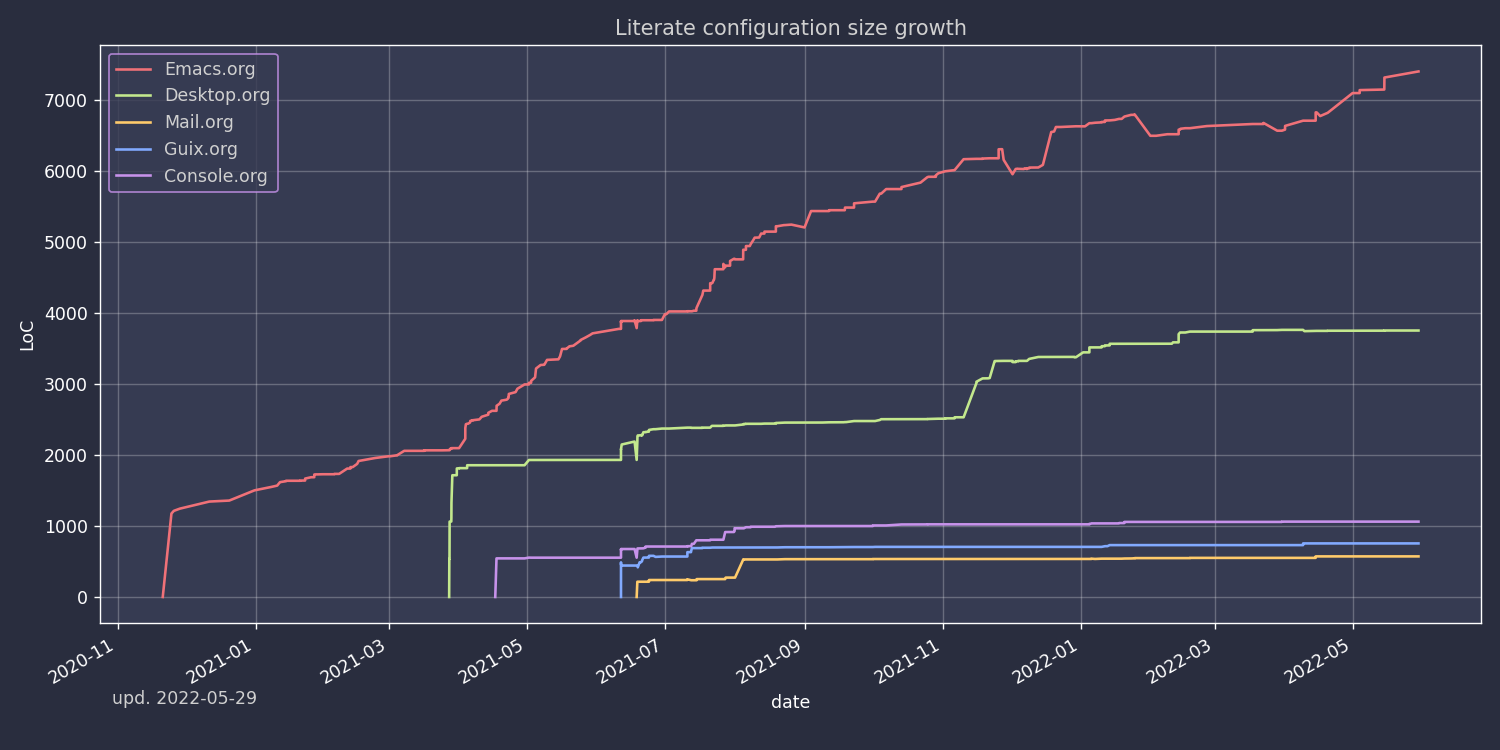 Literate configuration size growth
Emacs.org
Desktop.org
Mail.org
Guix.org
Console.org
7000
6000
5000
4000
3000
2000
1000
0
LoC
2020-11
2021-01
2021-03
2021-05
2021-07
2021-09
2021-11
2022-01
2022-03
2022-05
date
upd. 2022-05-29